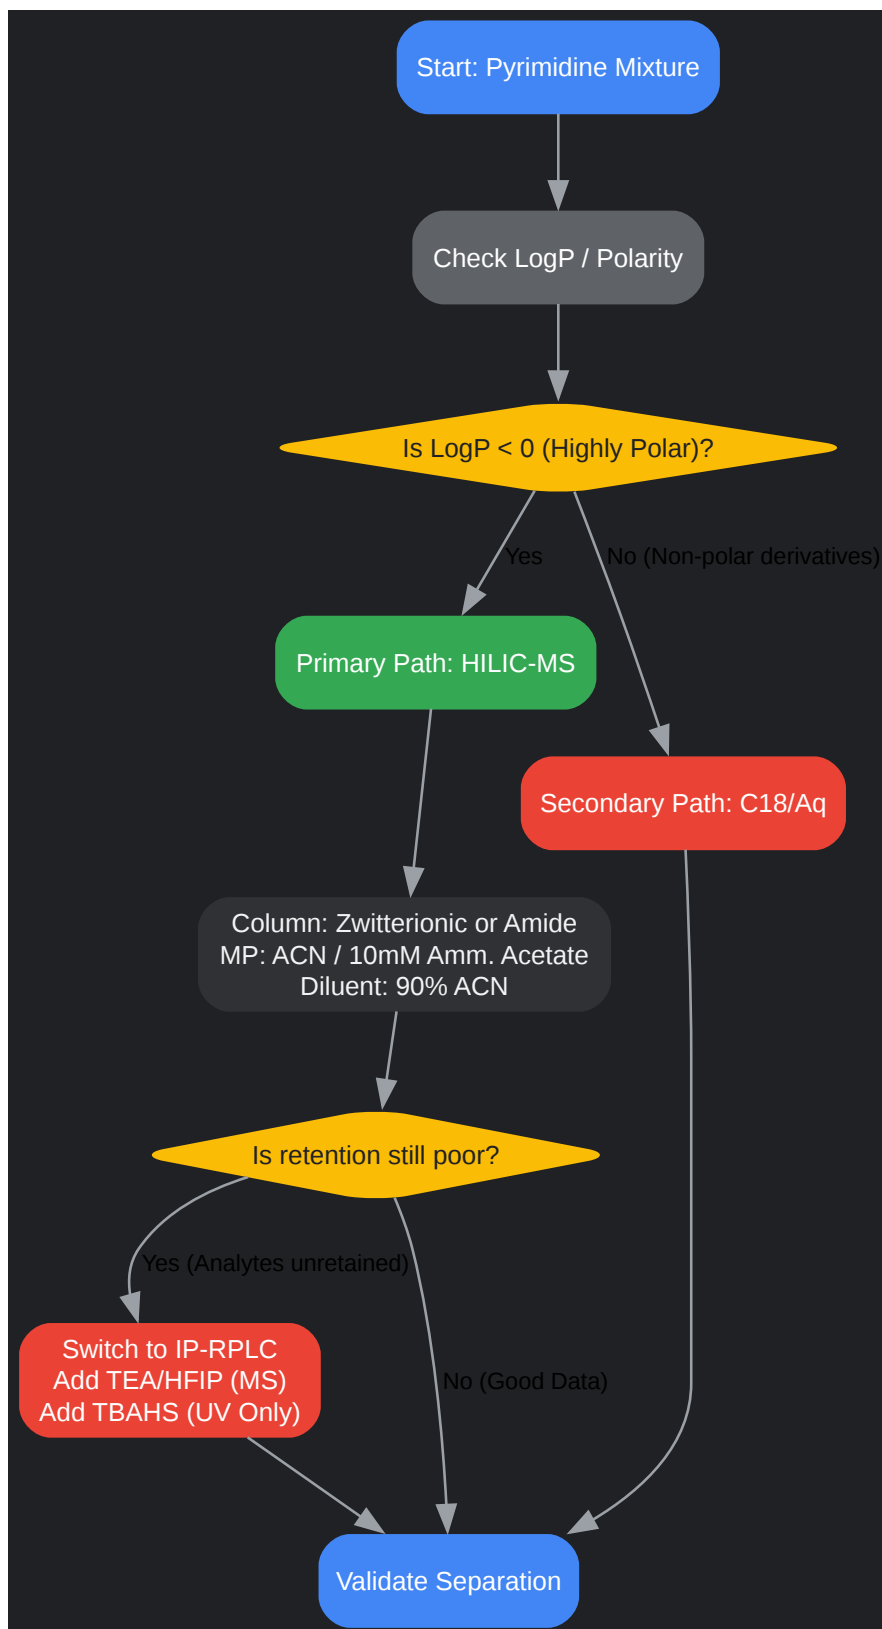 Start: Pyrimidine Mixture
Check LogP / Polarity
Is LogP < 0 (Highly Polar)?
Yes
No (Non-polar derivatives)
Primary Path: HILIC-MS
Secondary Path: C18/Aq
Column: Zwitterionic or Amide
MP: ACN / 10mM Amm. Acetate
Diluent: 90% ACN
Is retention still poor?
Yes (Analytes unretained)
Switch to IP-RPLC
Add TEA/HFIP (MS)
Add TBAHS (UV Only)
No (Good Data)
Validate Separation